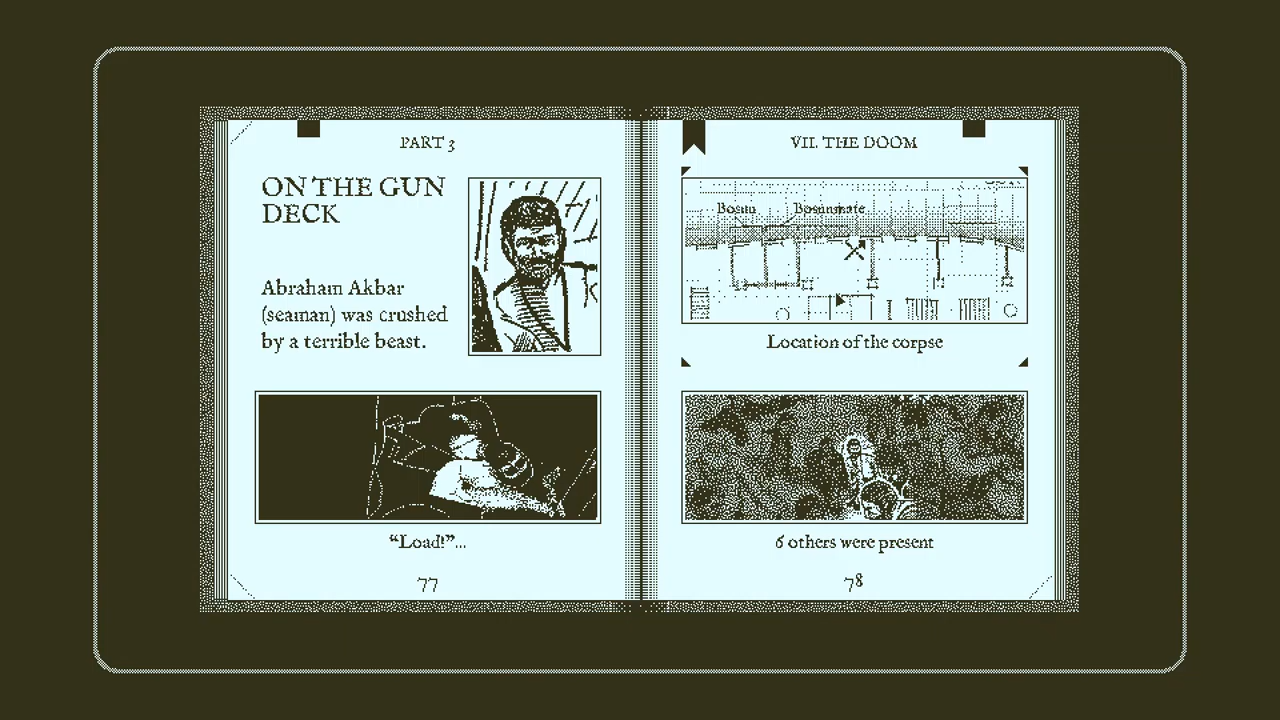 PART 3
ON THE GUN
DECK
Abraham Akbar
(seaman) was crushed
by a terrible beast.
“Load!”...
77
VII. THE DOOM
Bosun
Bosunmate
Location of the corpse
6 others were present
78